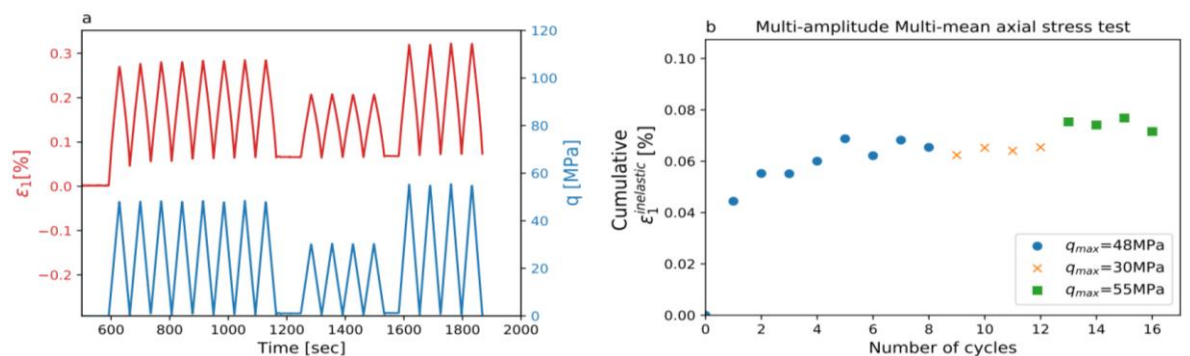 a
0.3
0.2
0.1
0.0
−0.1
−0.2
ε1[%]
120
100
80
60
40
20
0
q [MPa]
600 800 1000 1200 1400 1600 1800 2000
Time [sec]
b Multi-amplitude Multi-mean axial stress test
0.10
0.08
0.06
0.04
0.02
0.00
Cumulative
ε1^inelastic [%]
qmax=48MPa
qmax=30MPa
qmax=55MPa
0 2 4 6 8 10 12 14 16
Number of cycles